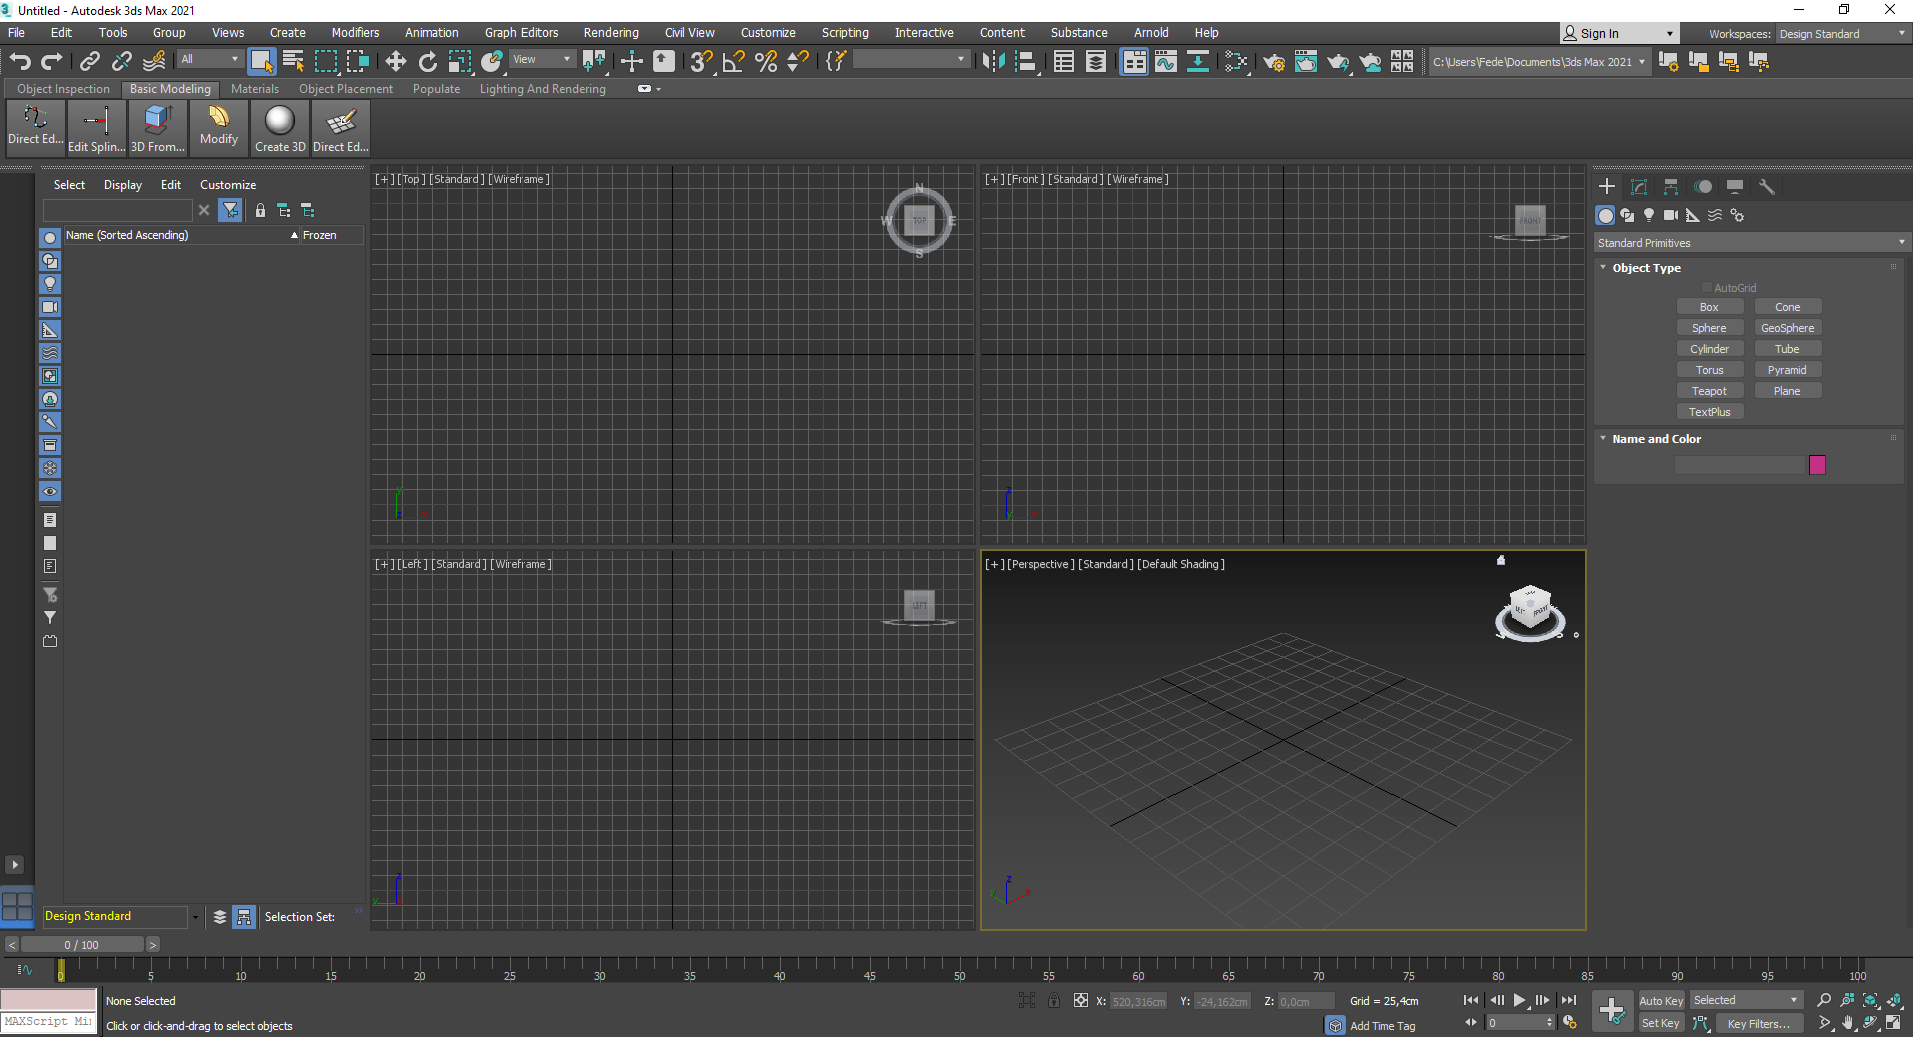 Untitled - Autodesk 3ds Max 2021
File Edit Tools Group Views Create Modifiers Animation Graph Editors Rendering Civil View Customize Scripting Interactive Content Substance Arnold Help
Sign In
Workspaces: Design Standard
All
View
C:\Users\Fede\Documents\3ds Max 2021
Object Inspection Basic Modeling Materials Object Placement Populate Lighting And Rendering
Direct Ed... Edit Splin... 3D From... Modify Create 3D Direct Ed...
Select Display Edit Customize
Name (Sorted Ascending) Frozen
[+][Top][Standard][Wireframe]
N
W TOP E
S
[+][Front][Standard][Wireframe]
FRONT
[+][Left][Standard][Wireframe]
LEFT
[+][Perspective][Standard][Default Shading]
LEFT FRONT
Standard Primitives
Object Type
AutoGrid
Box Cone
Sphere GeoSphere
Cylinder Tube
Torus Pyramid
Teapot Plane
TextPlus
Name and Color
y
z x
z
y x
z
y
z
y x
Design Standard
Selection Set:
< 0 / 100 >
0 5 10 15 20 25 30 35 40 45 50 55 60 65 70 75 80 85 90 95 100
None Selected
X: 520,316cm Y: -24,162cm Z: 0,0cm Grid = 25,4cm
Auto Key Selected
MAXScript Mi
Click or click-and-drag to select objects
Add Time Tag
0
Set Key Key Filters...